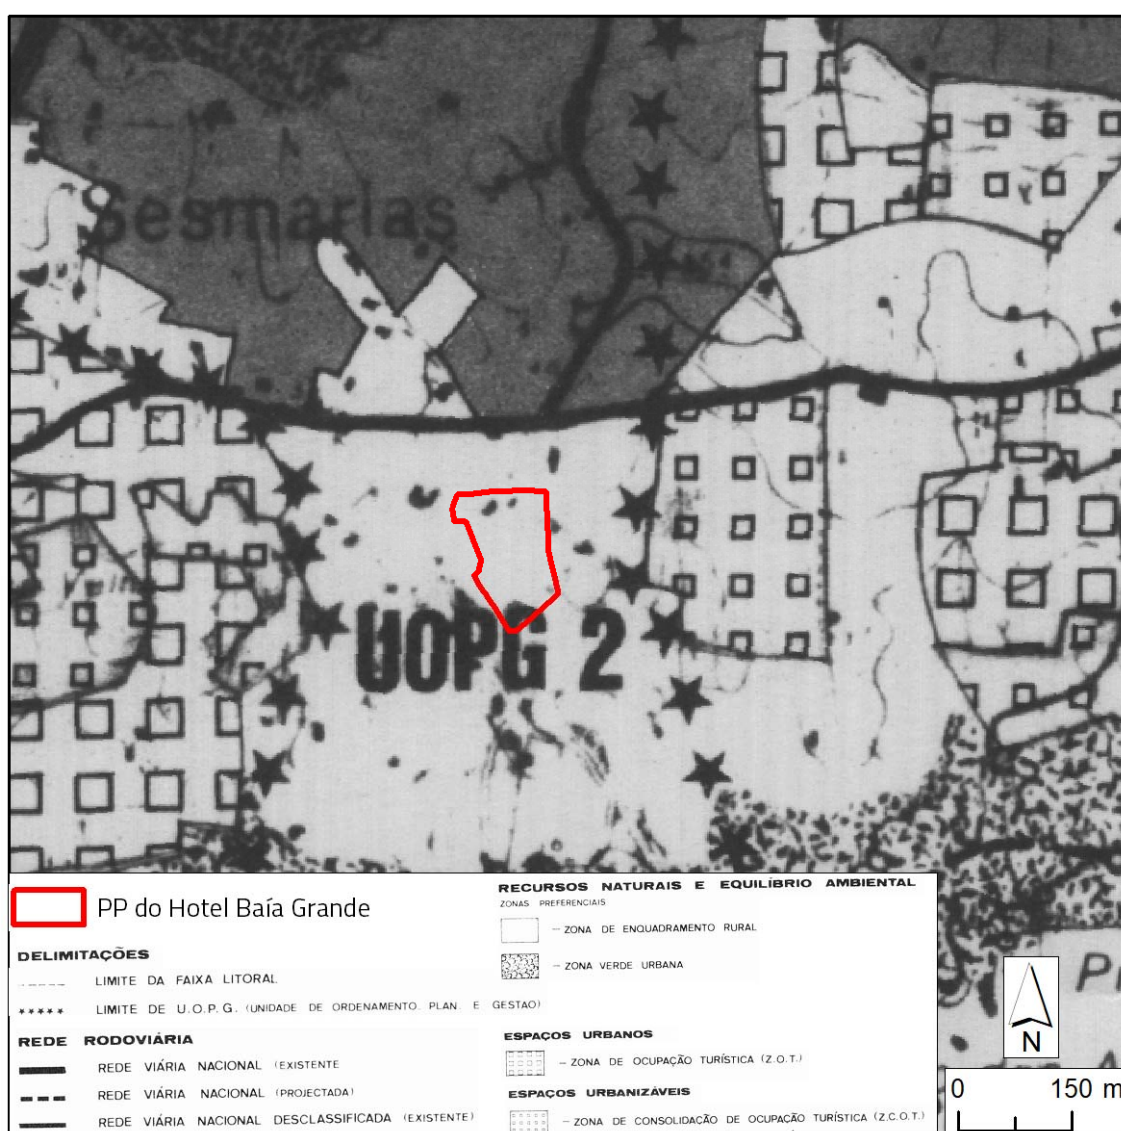 Sesmarias
UOPG 2
PP do Hotel Baía Grande
DELIMITAÇÕES
LIMITE DA FAIXA LITORAL
LIMITE DE U.O.P.G. (UNIDADE DE ORDENAMENTO PLAN. E GESTAO)
REDE RODOVIÁRIA
REDE VIÁRIA NACIONAL (EXISTENTE
REDE VIÁRIA NACIONAL (PROJECTADA)
REDE VIÁRIA NACIONAL DESCLASSIFICADA (EXISTENTE)
RECURSOS NATURAIS E EQUILÍBRIO AMBIENTAL
ZONAS PREFERENCIAIS
– ZONA DE ENQUADRAMENTO RURAL
– ZONA VERDE URBANA
ESPAÇOS URBANOS
– ZONA DE OCUPAÇÃO TURÍSTICA (Z.O.T.)
ESPAÇOS URBANIZÁVEIS
– ZONA DE CONSOLIDAÇÃO DE OCUPAÇÃO TURÍSTICA (Z.C.O.T.)
N
0 150 m